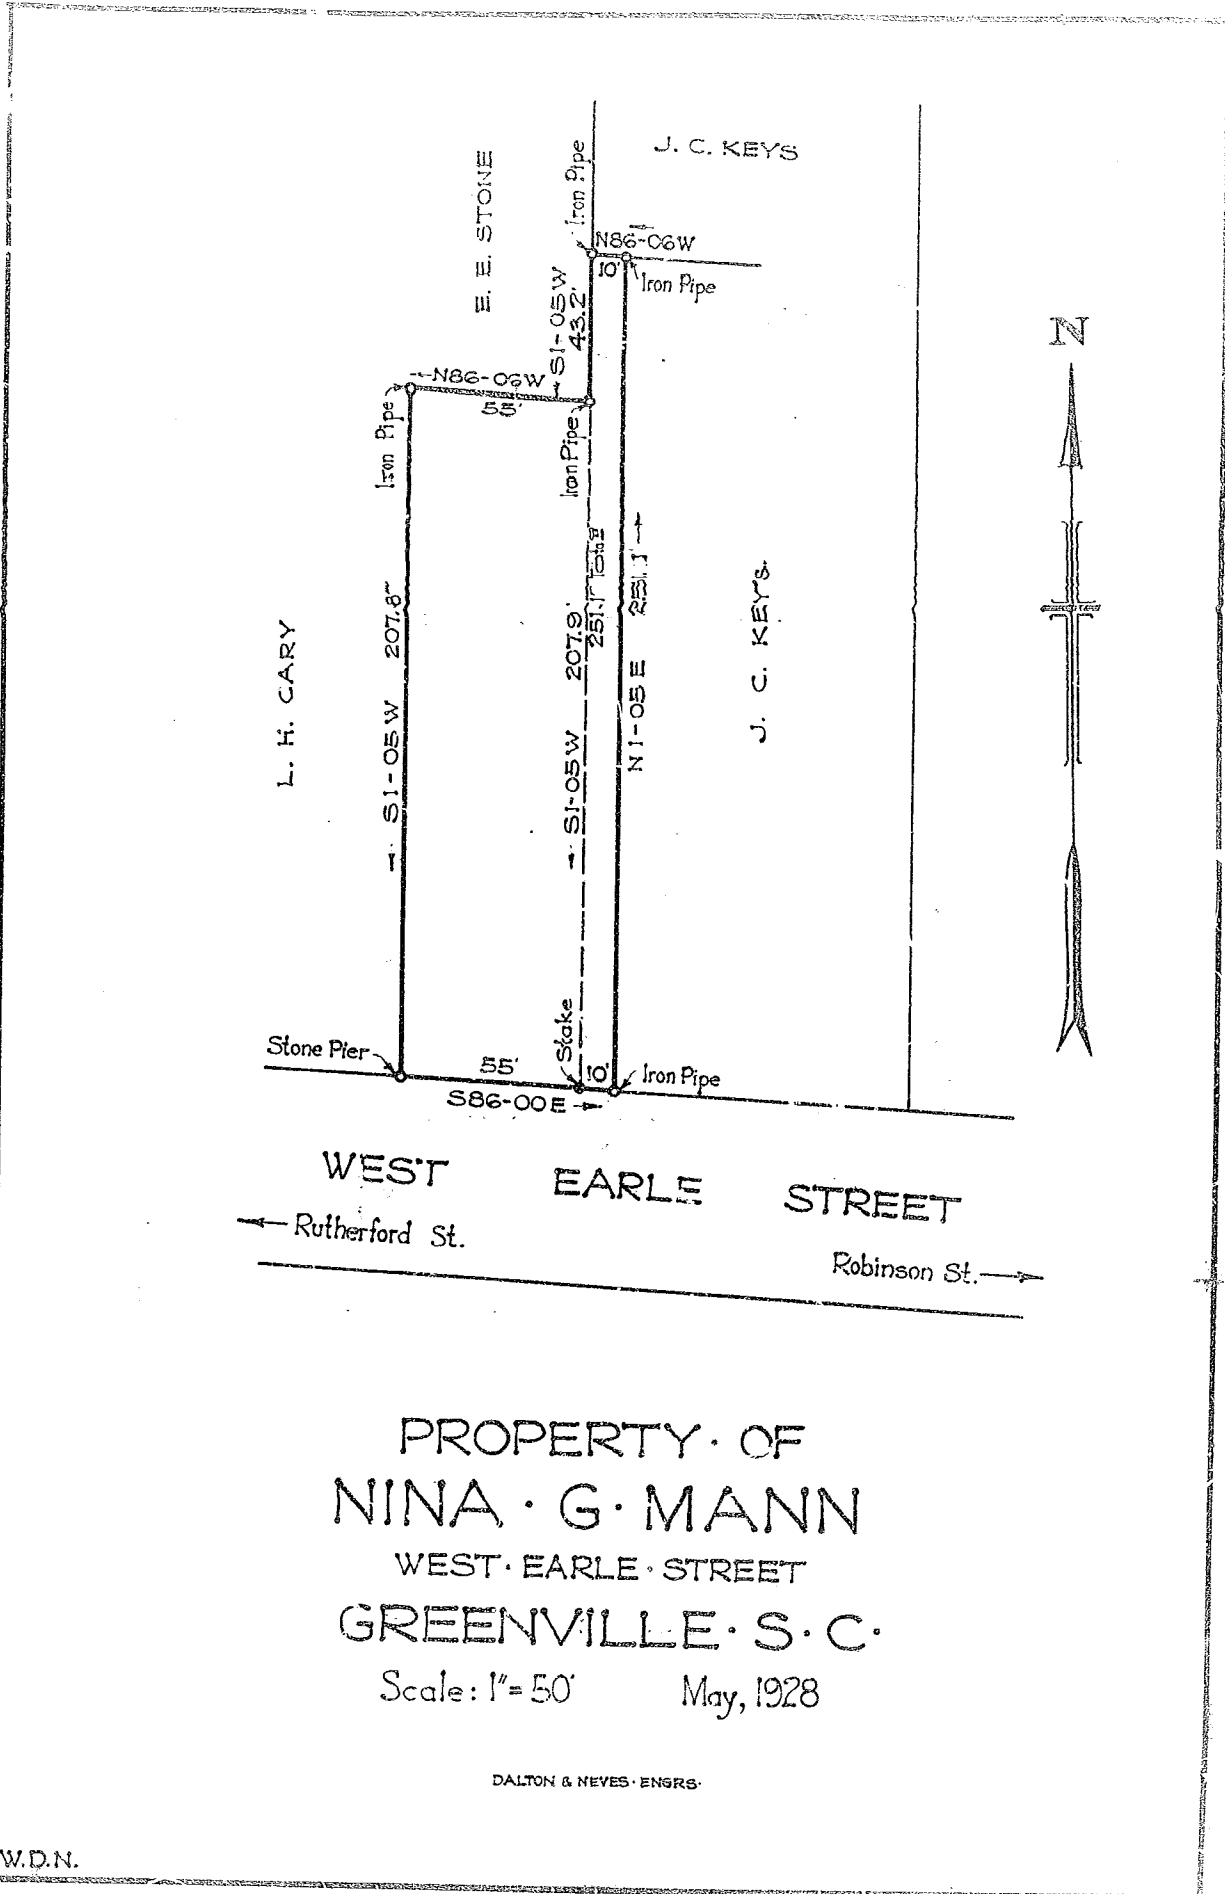 J. C. KEYS
E. E. STONE
Iron Pipe
N86-06W
10'
Iron Pipe
S1-05W
43.2'
N86-06W
55'
Iron Pipe
Iron Pipe
251.1' Total
N1-05E 251.1'
S1-05W 207.8'
S1-05W 207.9'
L. H. CARY
J. C. KEYS.
Stake
Stone Pier
55'
10'
Iron Pipe
S86-00E
WEST EARLE STREET
Rutherford St.
Robinson St.
N
PROPERTY · OF
NINA · G · MANN
WEST · EARLE · STREET
GREENVILLE · S · C ·
Scale: 1"= 50' May, 1928
DALTON & NEVES · ENGRS ·
W.D.N.